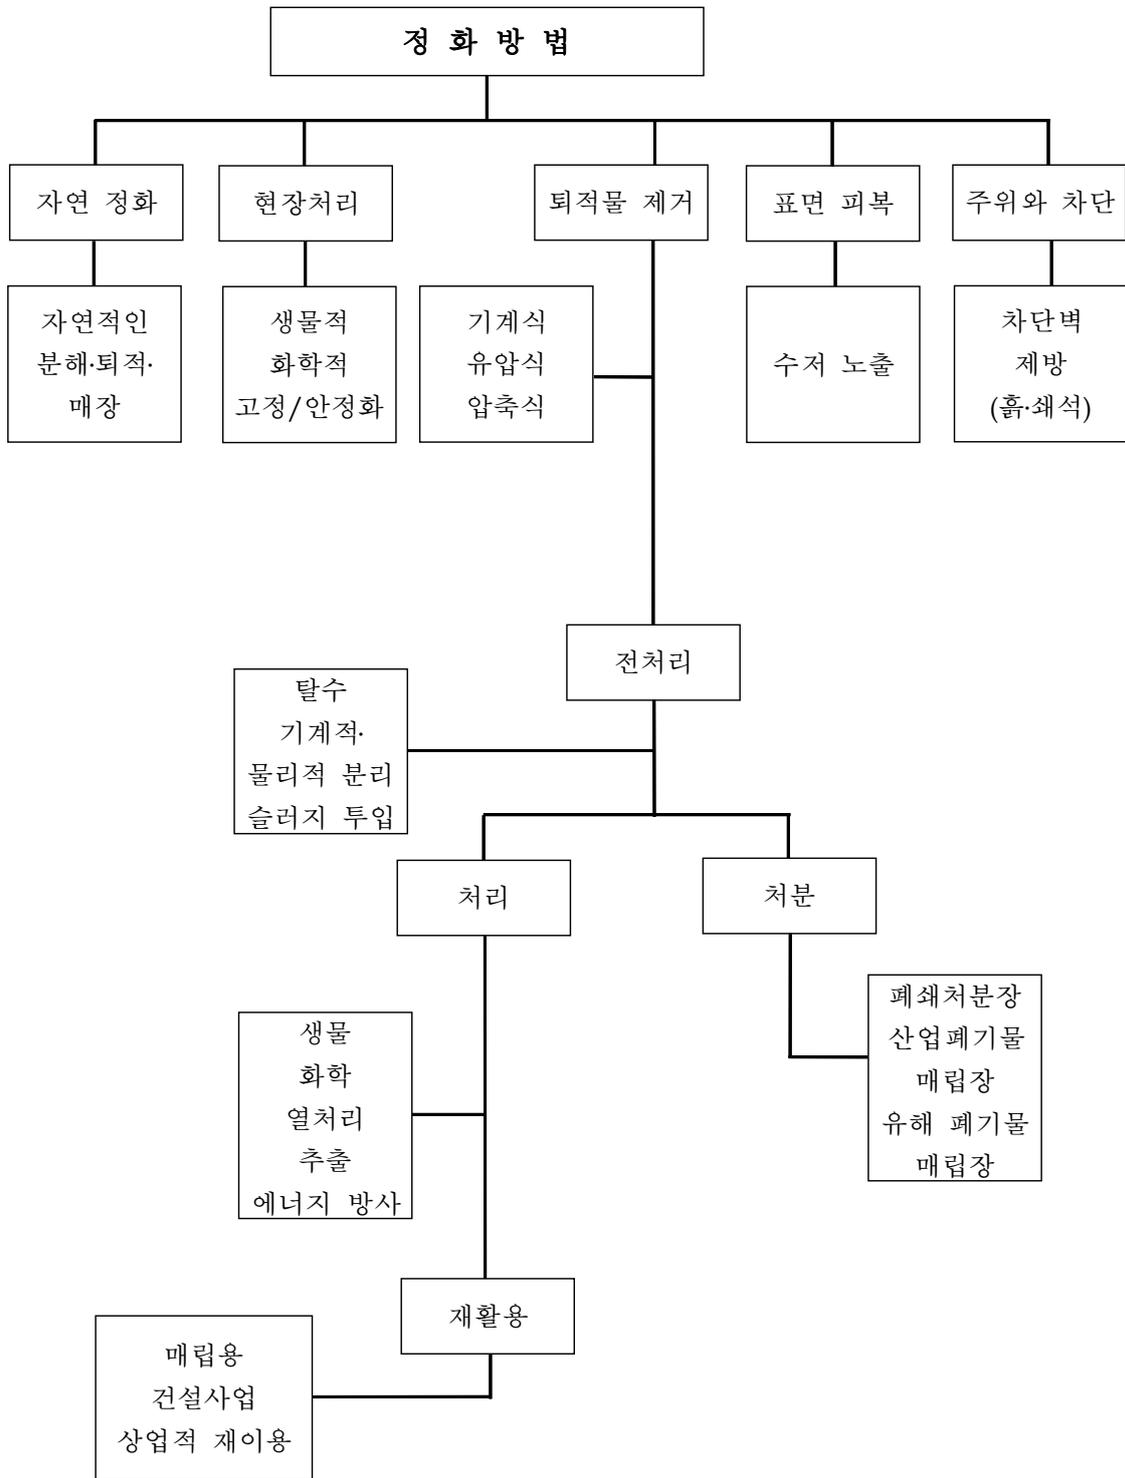 정 화 방 법
자연 정화
현장처리
퇴적물 제거
표면 피복
주위와 차단
자연적인
분해·퇴적·
매장
생물적
화학적
고정/안정화
기계식
유압식
압축식
수저 노출
차단벽
제방
(흙·쇄석)
전처리
탈수
기계적·
물리적 분리
슬러지 투입
처리
처분
생물
화학
열처리
추출
에너지 방사
폐쇄처분장
산업폐기물
매립장
유해 폐기물
매립장
재활용
매립용
건설사업
상업적 재이용